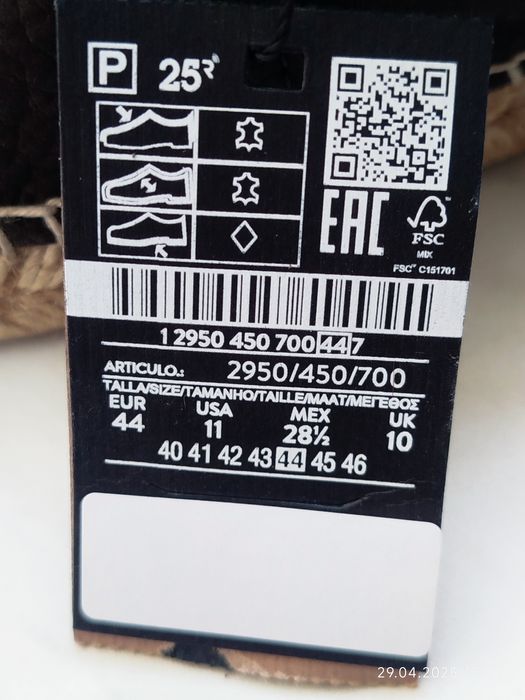 P 25
EAC
FSC
MIX
FSC™ C151701
1 2950 450 700 44 7
ARTICULO.: 2950/450/700
TALLA/SIZE/TAMANHO/TAILLE/MAAT/ΜΕΓΕΘΟΣ
EUR USA MEX UK
44 11 28½ 10
40 41 42 43 44 45 46
29.04.2025